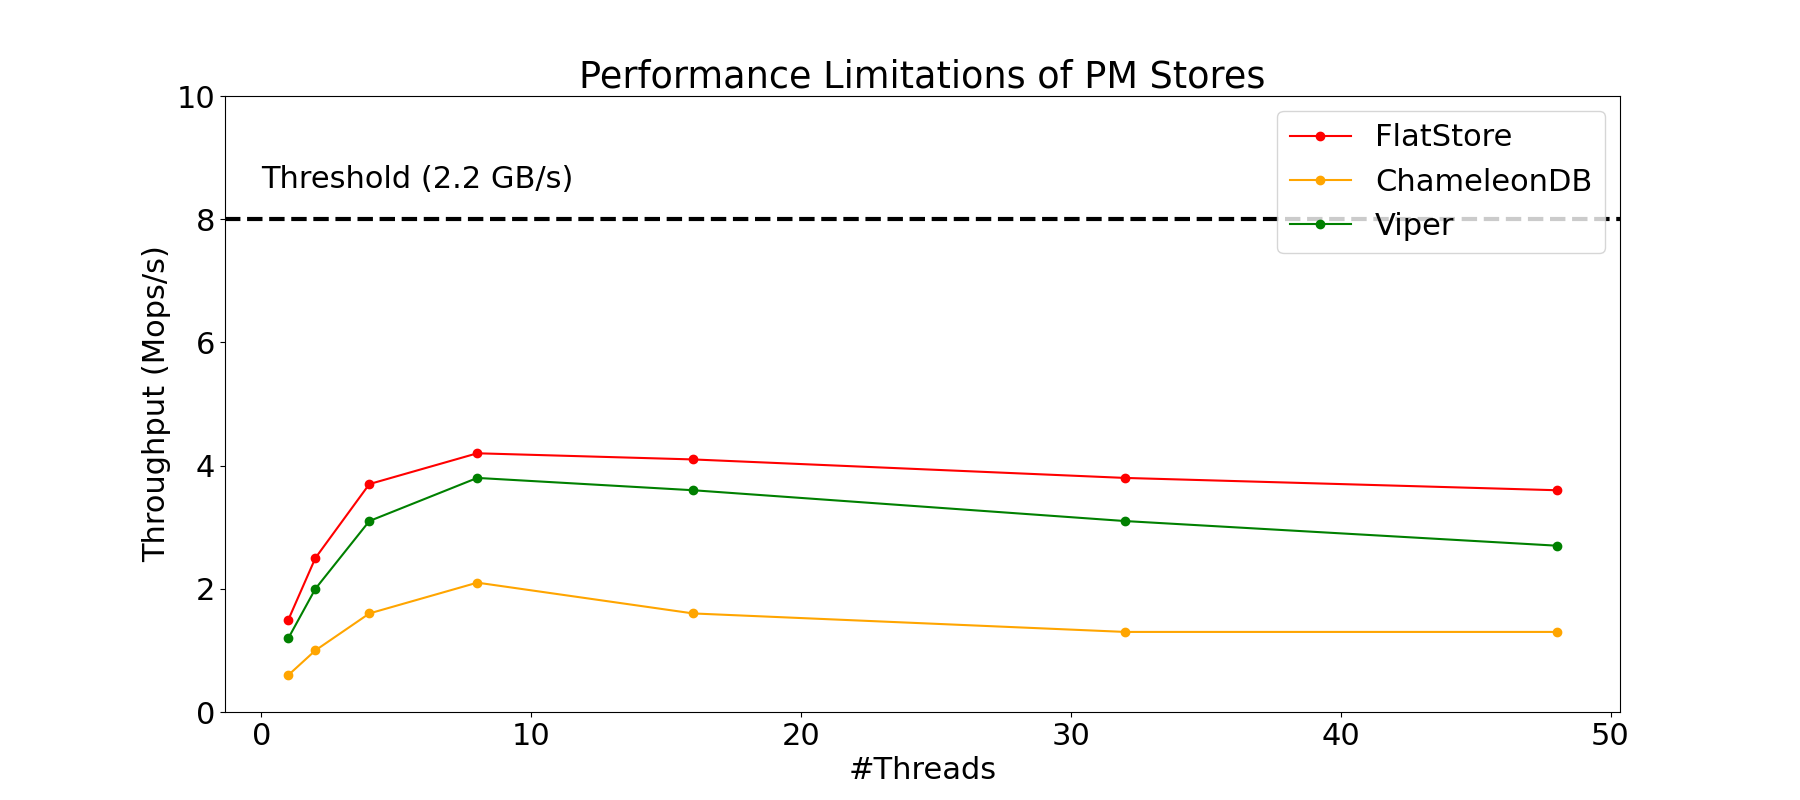 Performance Limitations of PM Stores
10
8
6
4
2
0
Throughput (Mops/s)
Threshold (2.2 GB/s)
FlatStore
ChameleonDB
Viper
0 10 20 30 40 50
#Threads